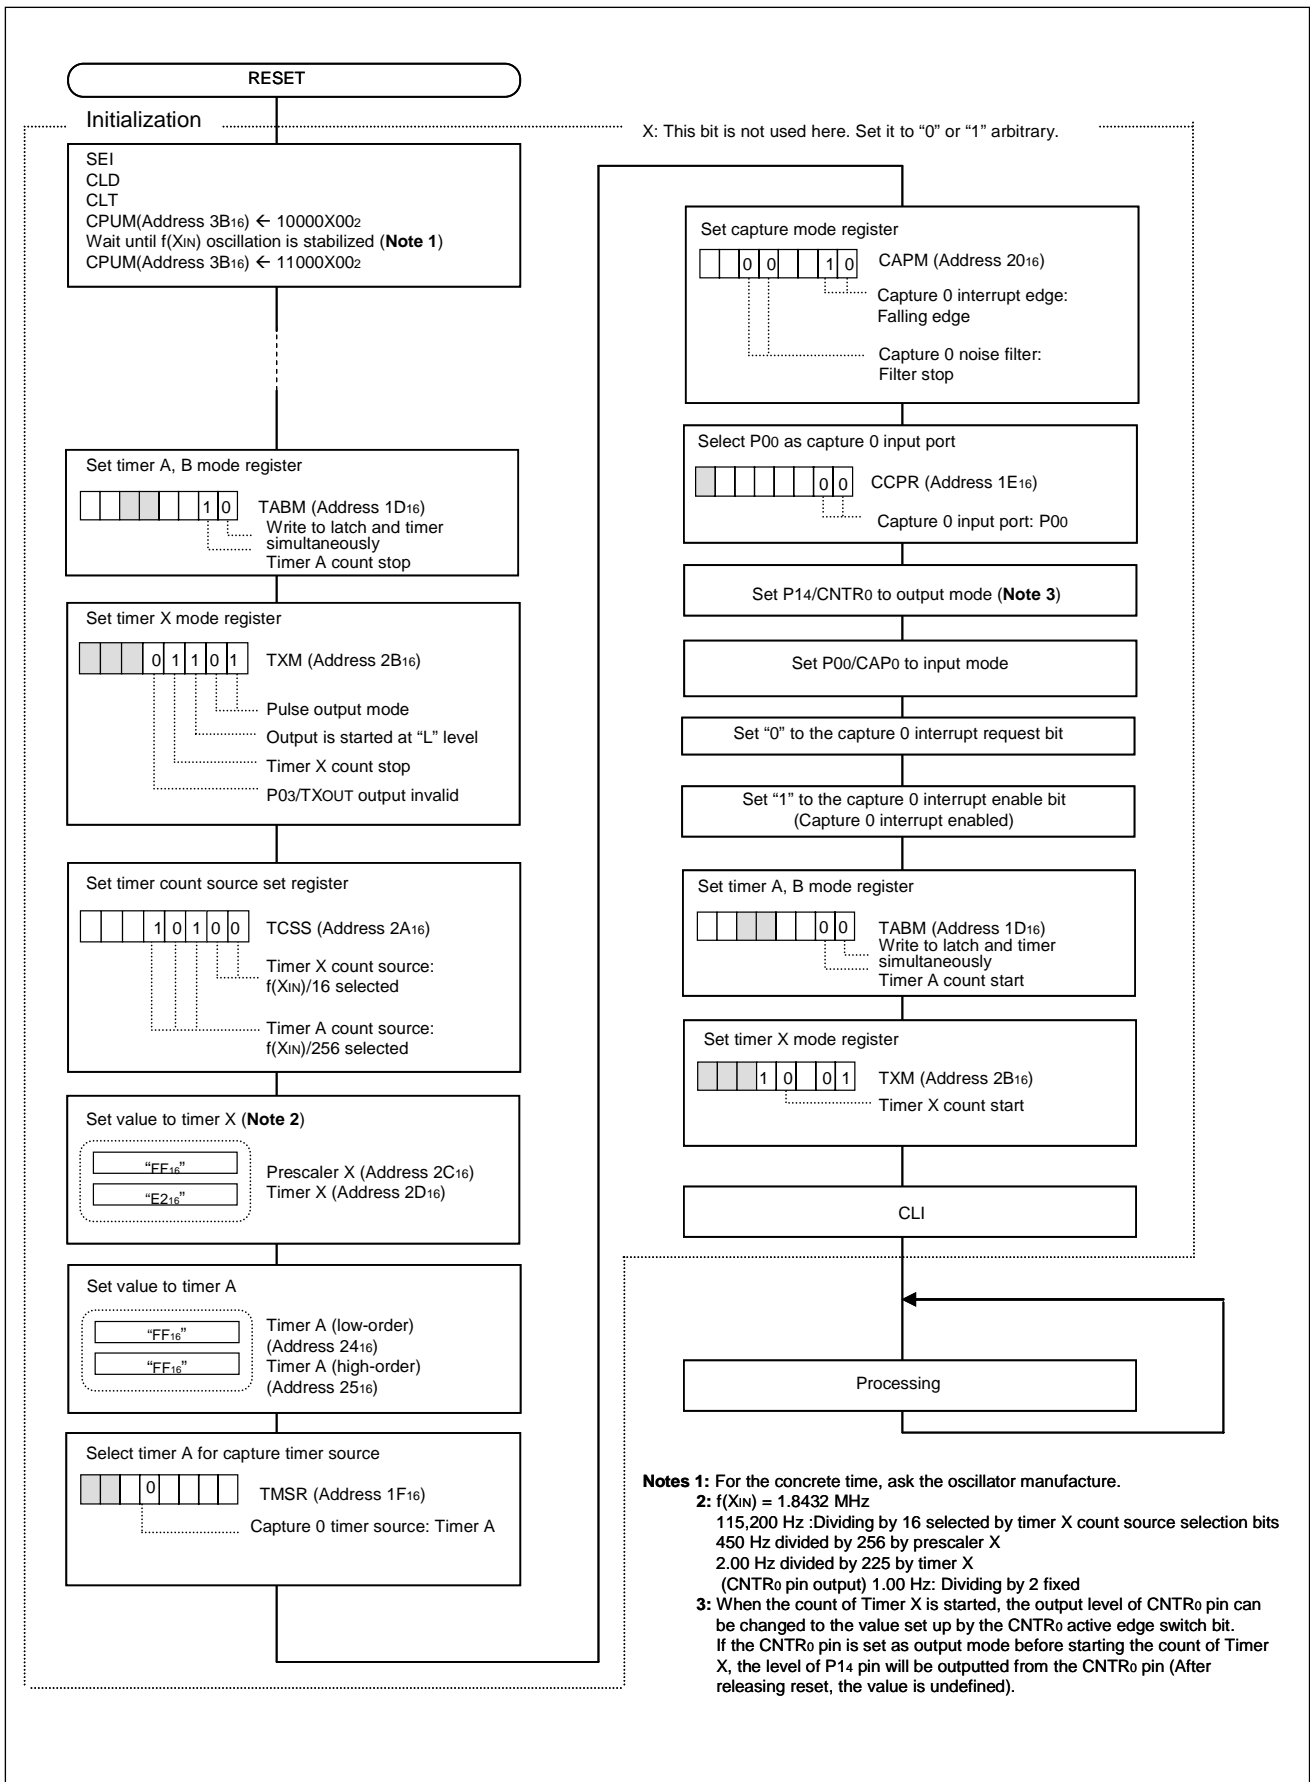 RESET
Initialization
SEI
CLD
CLT
CPUM(Address 3B16) ← 10000X002
Wait until f(XIN) oscillation is stabilized (Note 1)
CPUM(Address 3B16) ← 11000X002
Set timer A, B mode register
1 0
TABM (Address 1D16)
Write to latch and timer
simultaneously
Timer A count stop
Set timer X mode register
0 1 1 0 1
TXM (Address 2B16)
Pulse output mode
Output is started at “L” level
Timer X count stop
P03/TXOUT output invalid
Set timer count source set register
1 0 1 0 0
TCSS (Address 2A16)
Timer X count source:
f(XIN)/16 selected
Timer A count source:
f(XIN)/256 selected
Set value to timer X (Note 2)
“FF16”
Prescaler X (Address 2C16)
“E216”
Timer X (Address 2D16)
Set value to timer A
“FF16”
Timer A (low-order)
(Address 2416)
“FF16”
Timer A (high-order)
(Address 2516)
Select timer A for capture timer source
0
TMSR (Address 1F16)
Capture 0 timer source: Timer A
X: This bit is not used here. Set it to “0” or “1” arbitrary.
Set capture mode register
0 0 1 0
CAPM (Address 2016)
Capture 0 interrupt edge:
Falling edge
Capture 0 noise filter:
Filter stop
Select P00 as capture 0 input port
0 0
CCPR (Address 1E16)
Capture 0 input port: P00
Set P14/CNTR0 to output mode (Note 3)
Set P00/CAP0 to input mode
Set “0” to the capture 0 interrupt request bit
Set “1” to the capture 0 interrupt enable bit
(Capture 0 interrupt enabled)
Set timer A, B mode register
0 0
TABM (Address 1D16)
Write to latch and timer
simultaneously
Timer A count start
Set timer X mode register
1 0 0 1
TXM (Address 2B16)
Timer X count start
CLI
Processing
Notes 1: For the concrete time, ask the oscillator manufacture.
2: f(XIN) = 1.8432 MHz
115,200 Hz :Dividing by 16 selected by timer X count source selection bits
450 Hz divided by 256 by prescaler X
2.00 Hz divided by 225 by timer X
(CNTR0 pin output) 1.00 Hz: Dividing by 2 fixed
3: When the count of Timer X is started, the output level of CNTR0 pin can
be changed to the value set up by the CNTR0 active edge switch bit.
If the CNTR0 pin is set as output mode before starting the count of Timer
X, the level of P14 pin will be outputted from the CNTR0 pin (After
releasing reset, the value is undefined).